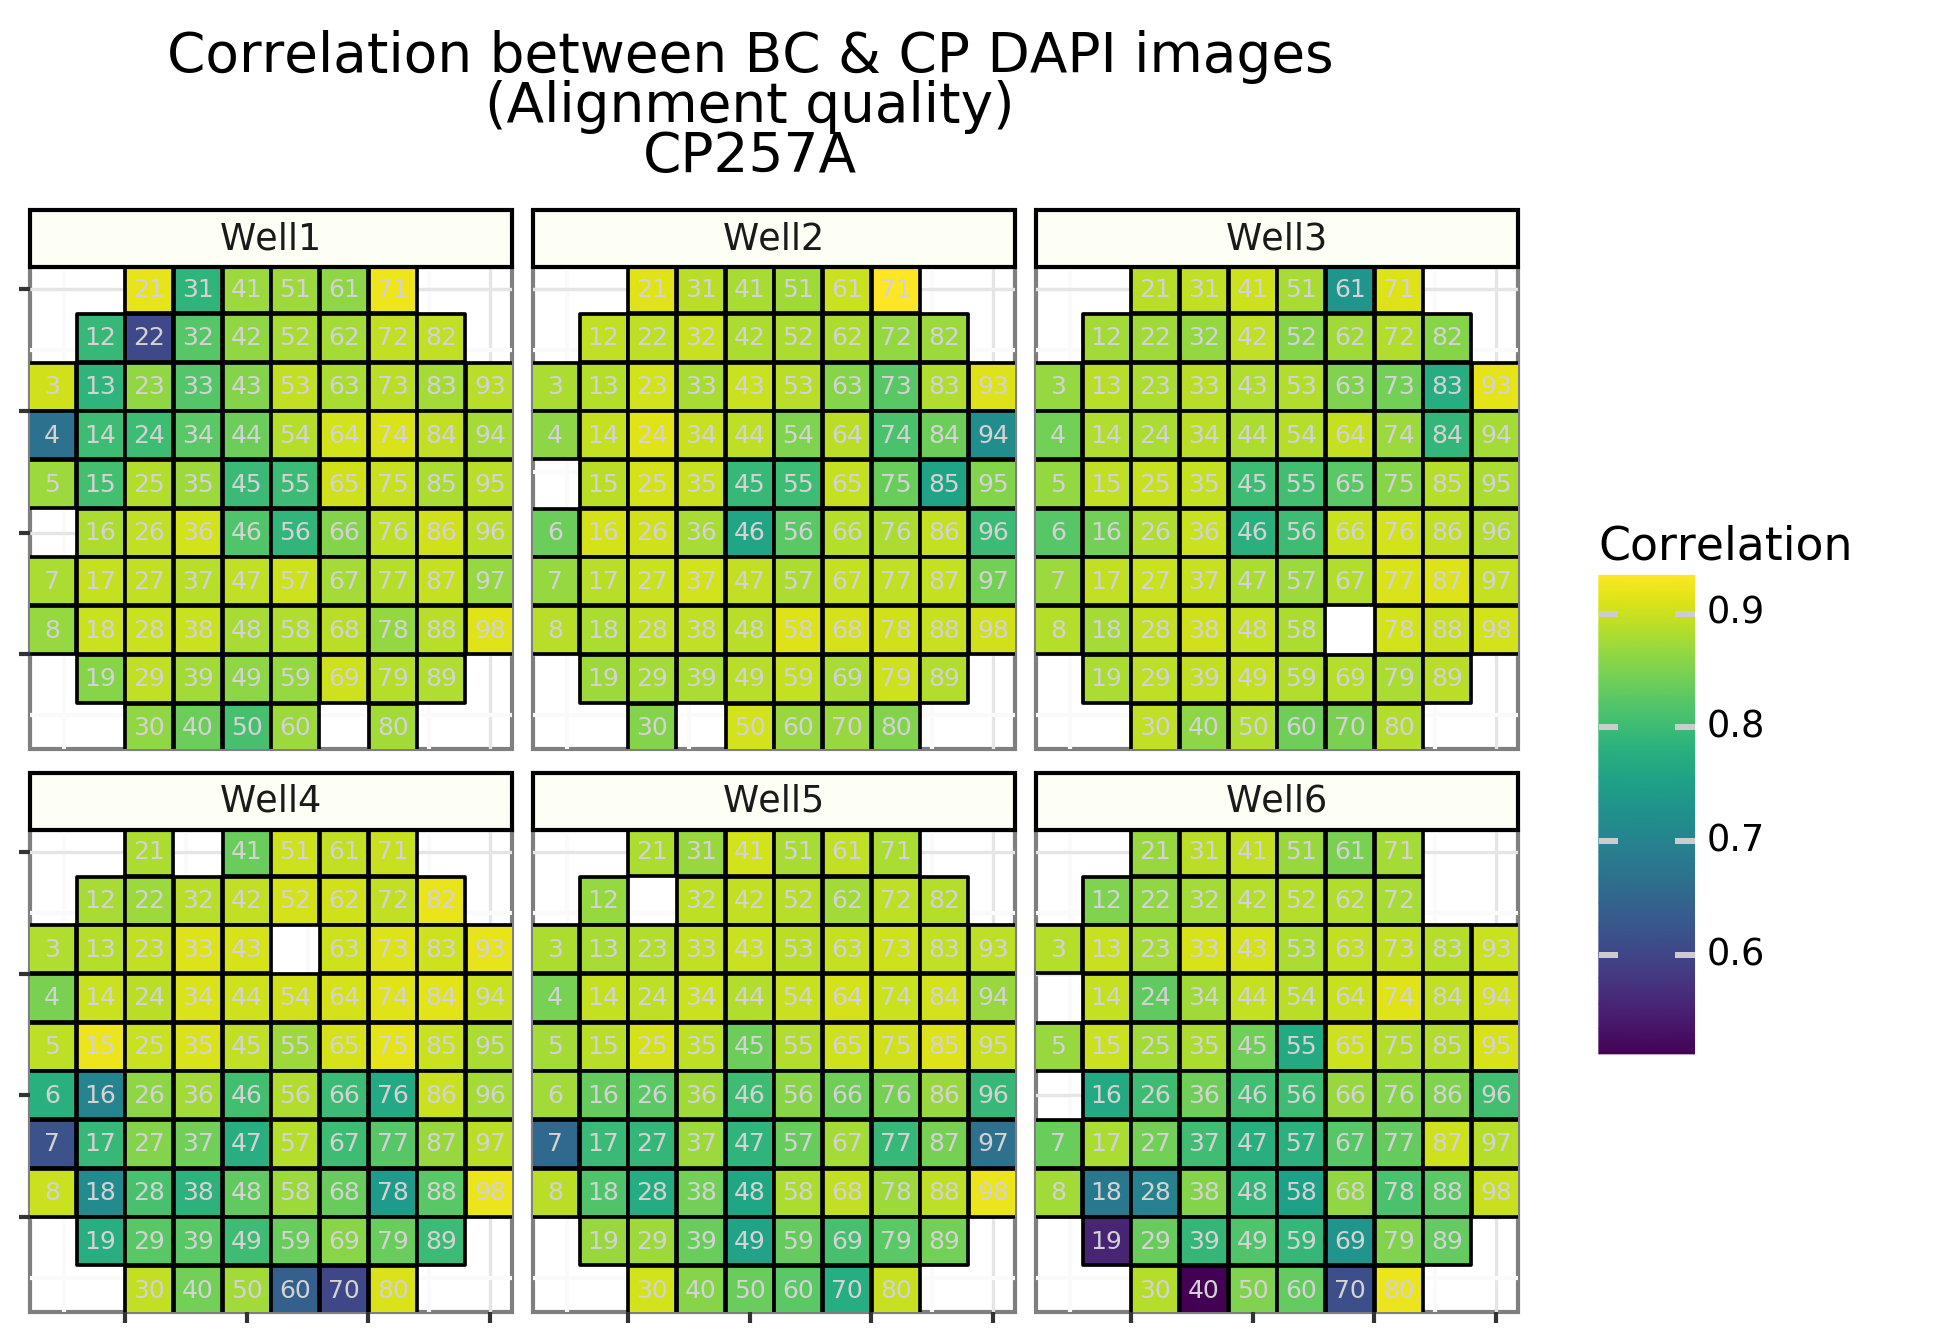 Correlation between BC & CP DAPI images
(Alignment quality)
CP257A
Well1 Well2 Well3
21 31 41 51 61 71 21 31 41 51 61 71 21 31 41 51 61 71
12 22 32 42 52 62 72 82 12 22 32 42 52 62 72 82 12 22 32 42 52 62 72 82
3 13 23 33 43 53 63 73 83 93 3 13 23 33 43 53 63 73 83 93 3 13 23 33 43 53 63 73 83 93
4 14 24 34 44 54 64 74 84 94 4 14 24 34 44 54 64 74 84 94 4 14 24 34 44 54 64 74 84 94
5 15 25 35 45 55 65 75 85 95 15 25 35 45 55 65 75 85 95 5 15 25 35 45 55 65 75 85 95
16 26 36 46 56 66 76 86 96 6 16 26 36 46 56 66 76 86 96 6 16 26 36 46 56 66 76 86 96
7 17 27 37 47 57 67 77 87 97 7 17 27 37 47 57 67 77 87 97 7 17 27 37 47 57 67 77 87 97
8 18 28 38 48 58 68 78 88 98 8 18 28 38 48 58 68 78 88 98 8 18 28 38 48 58 78 88 98
19 29 39 49 59 69 79 89 19 29 39 49 59 69 79 89 19 29 39 49 59 69 79 89
30 40 50 60 80 30 50 60 70 80 30 40 50 60 70 80
Well4 Well5 Well6
21 41 51 61 71 21 31 41 51 61 71 21 31 41 51 61 71
12 22 32 42 52 62 72 82 12 32 42 52 62 72 82 12 22 32 42 52 62 72
3 13 23 33 43 63 73 83 93 3 13 23 33 43 53 63 73 83 93 3 13 23 33 43 53 63 73 83 93
4 14 24 34 44 54 64 74 84 94 4 14 24 34 44 54 64 74 84 94 14 24 34 44 54 64 74 84 94
5 15 25 35 45 55 65 75 85 95 5 15 25 35 45 55 65 75 85 95 5 15 25 35 45 55 65 75 85 95
6 16 26 36 46 56 66 76 86 96 6 16 26 36 46 56 66 76 86 96 16 26 36 46 56 66 76 86 96
7 17 27 37 47 57 67 77 87 97 7 17 27 37 47 57 67 77 87 97 7 17 27 37 47 57 67 77 87 97
8 18 28 38 48 58 68 78 88 98 8 18 28 38 48 58 68 78 88 98 8 18 28 38 48 58 68 78 88 98
19 29 39 49 59 69 79 89 19 29 39 49 59 69 79 89 19 29 39 49 59 69 79 89
30 40 50 60 70 80 30 40 50 60 70 80 30 40 50 60 70 80
Correlation
0.9
0.8
0.7
0.6